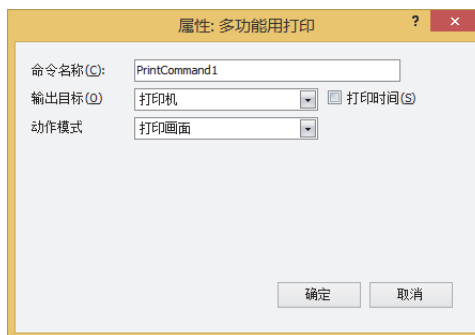 属性: 多功能用打印 ? ×
命令名称(C): PrintCommand1
输出目标(O) 打印机 打印时间(S)
动作模式 打印画面
确定 取消